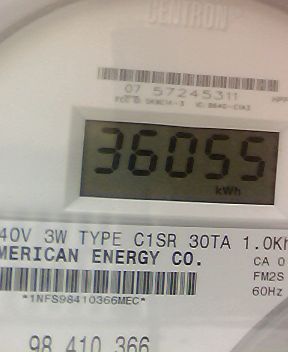 CENTRON
07 57245311
36055
kWh
40V 3W TYPE C1SR 30TA 1.0Kh
MERICAN ENERGY CO.
CA 0
FM2S
60Hz
*1NFS98410366MEC*
98 410 366